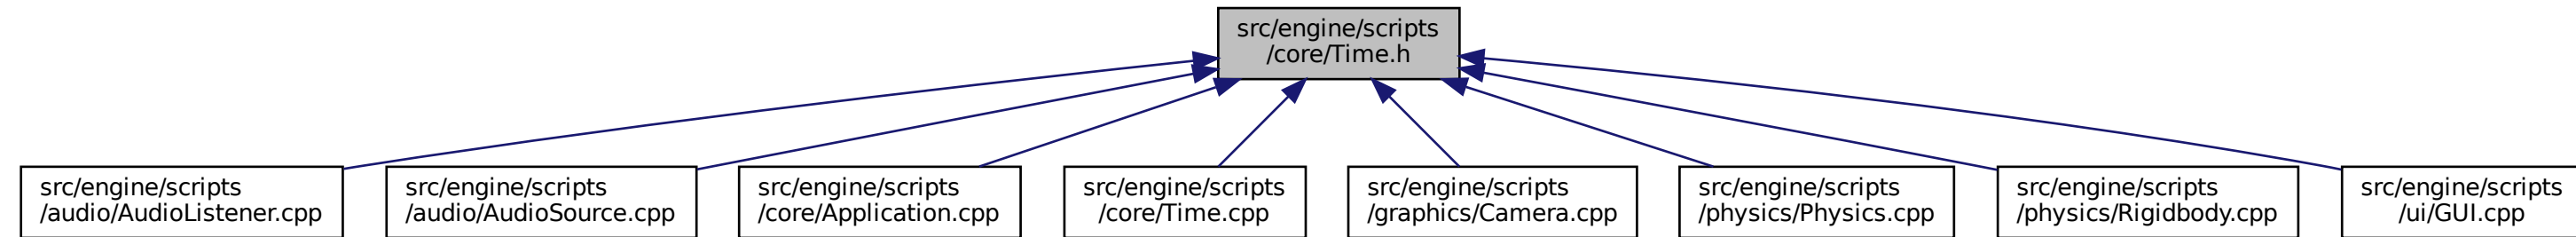 src/engine/scripts
/core/Time.h
src/engine/scripts
/audio/AudioListener.cpp
src/engine/scripts
/audio/AudioSource.cpp
src/engine/scripts
/core/Application.cpp
src/engine/scripts
/core/Time.cpp
src/engine/scripts
/graphics/Camera.cpp
src/engine/scripts
/physics/Physics.cpp
src/engine/scripts
/physics/Rigidbody.cpp
src/engine/scripts
/ui/GUI.cpp